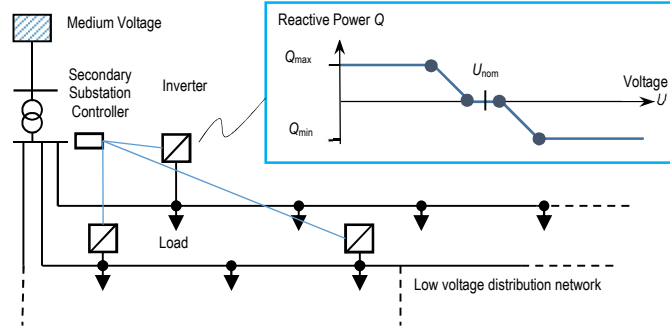 Medium Voltage
Secondary
Substation
Controller
Inverter
Reactive Power Q
Qmax
Unom
Voltage
U
Qmin
Load
Low voltage distribution network